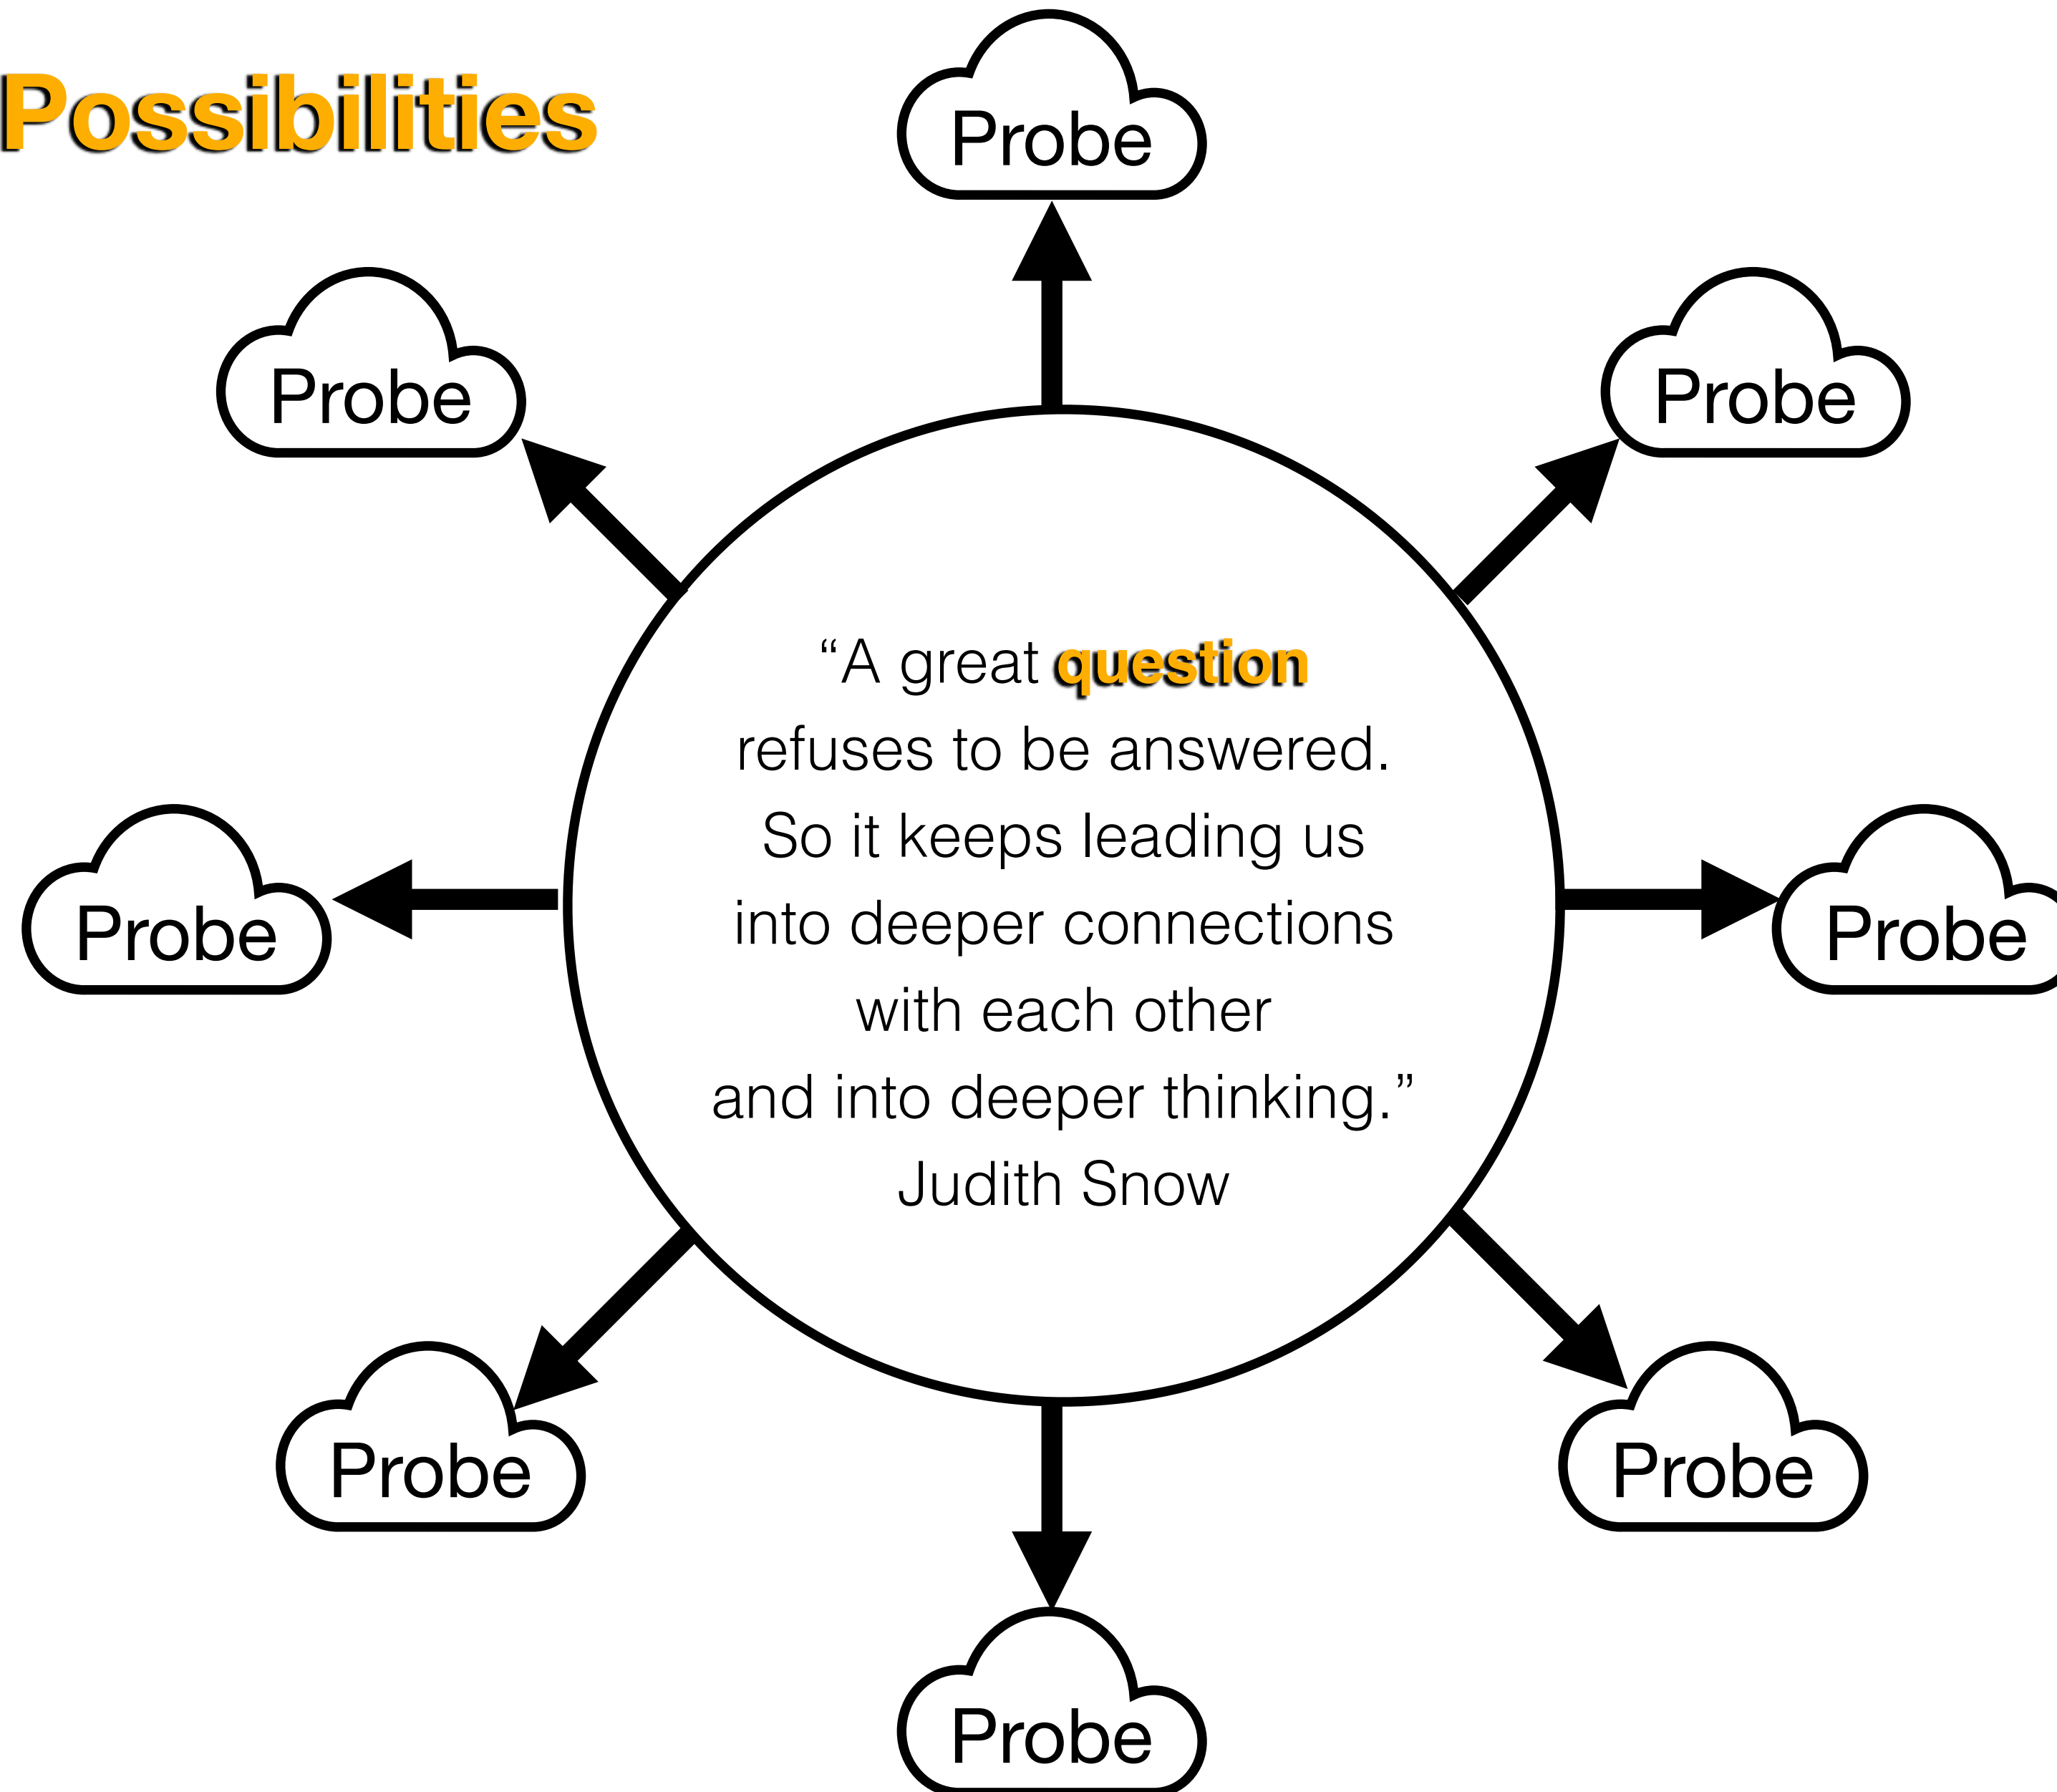 Possibilities
Probe
Probe
Probe
“A great question
refuses to be answered.
So it keeps leading us
into deeper connections
with each other
and into deeper thinking.”
Judith Snow
Probe
Probe
Probe
Probe
Probe